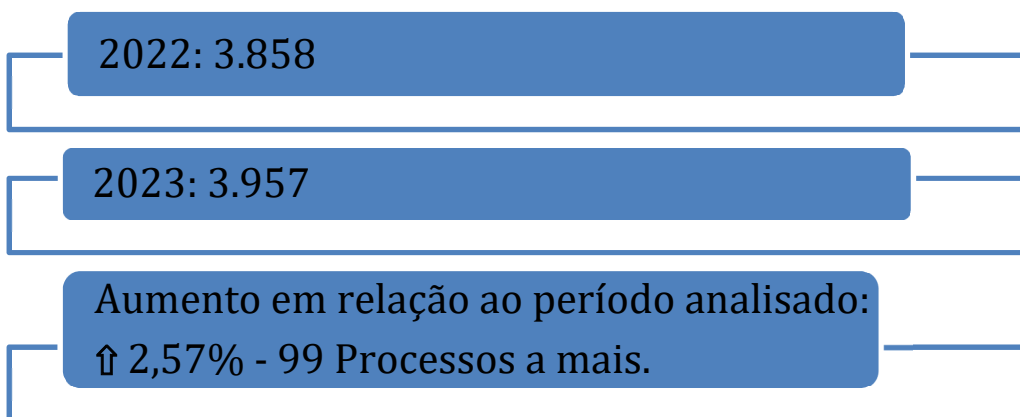 2022: 3.858
2023: 3.957
Aumento em relação ao período analisado:
⇧ 2,57% - 99 Processos a mais.